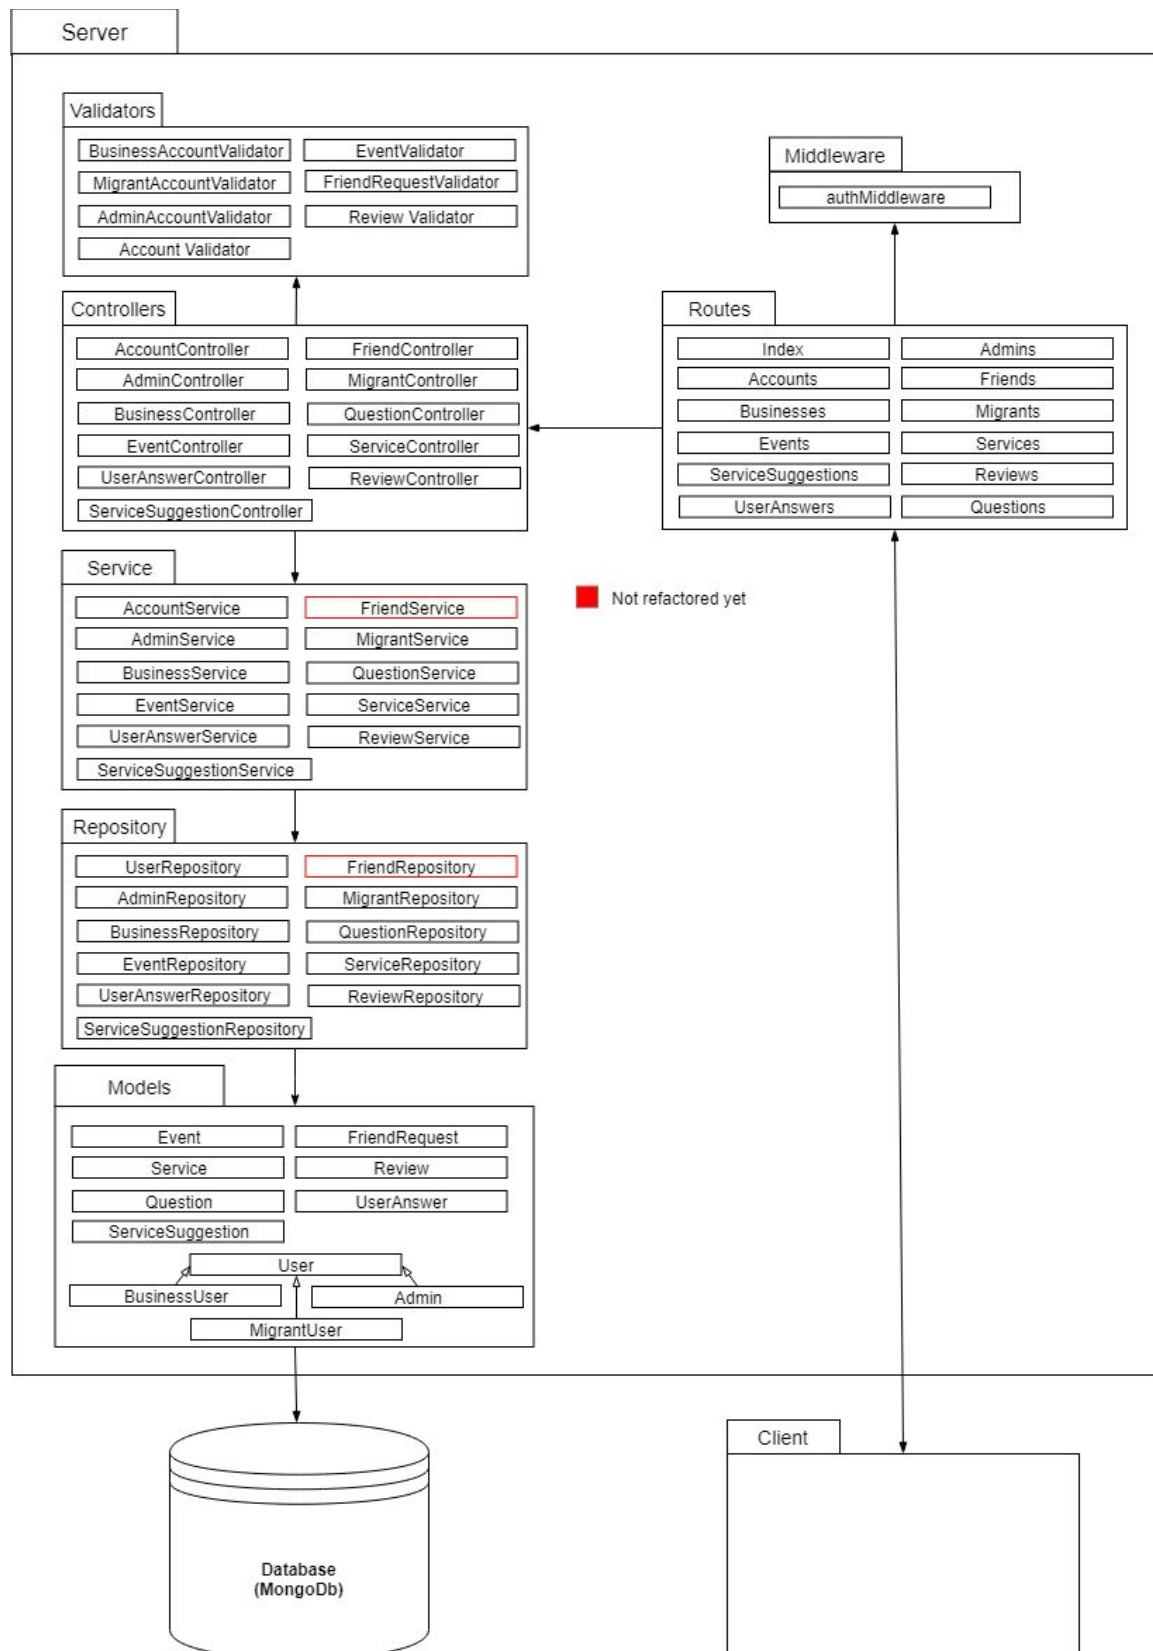 Server
Validators
BusinessAccountValidator
EventValidator
MigrantAccountValidator
FriendRequestValidator
AdminAccountValidator
Review Validator
Account Validator
Middleware
authMiddleware
Controllers
AccountController
FriendController
AdminController
MigrantController
BusinessController
QuestionController
EventController
ServiceController
UserAnswerController
ReviewController
ServiceSuggestionController
Routes
Index
Admins
Accounts
Friends
Businesses
Migrants
Events
Services
ServiceSuggestions
Reviews
UserAnswers
Questions
Service
AccountService
FriendService
AdminService
MigrantService
BusinessService
QuestionService
EventService
ServiceService
UserAnswerService
ReviewService
ServiceSuggestionService
Not refactored yet
Repository
UserRepository
FriendRepository
AdminRepository
MigrantRepository
BusinessRepository
QuestionRepository
EventRepository
ServiceRepository
UserAnswerRepository
ReviewRepository
ServiceSuggestionRepository
Models
Event
FriendRequest
Service
Review
Question
UserAnswer
ServiceSuggestion
User
BusinessUser
Admin
MigrantUser
Database
(MongoDb)
Client